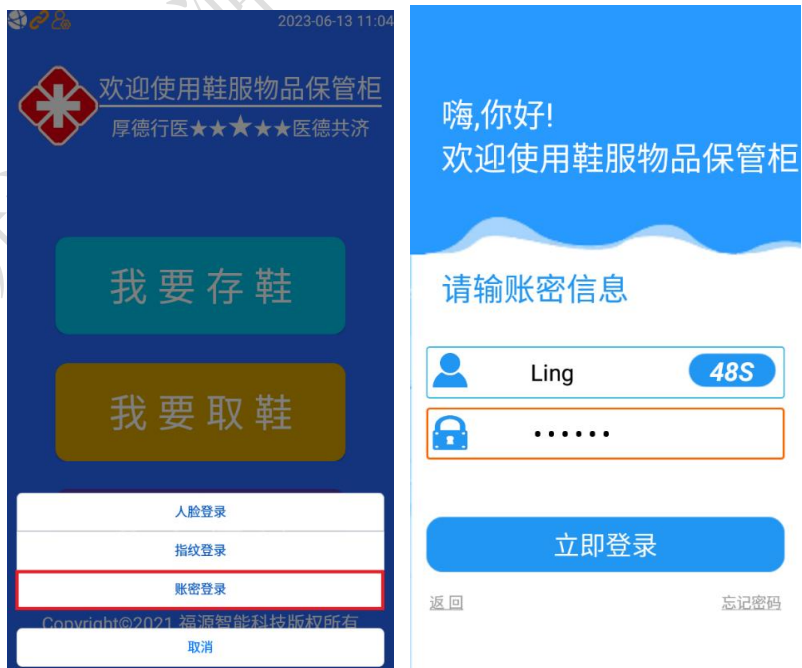 2023-06-13 11:04
欢迎使用鞋服物品保管柜
厚德行医★★★★★医德共济
我要存鞋
我要取鞋
人脸登录
指纹登录
账密登录
Copyright©2021 福源智能科技版权所有
取消
嗨,你好!
欢迎使用鞋服物品保管柜
请输账密信息
Ling
48S
••••••
立即登录
返回
忘记密码